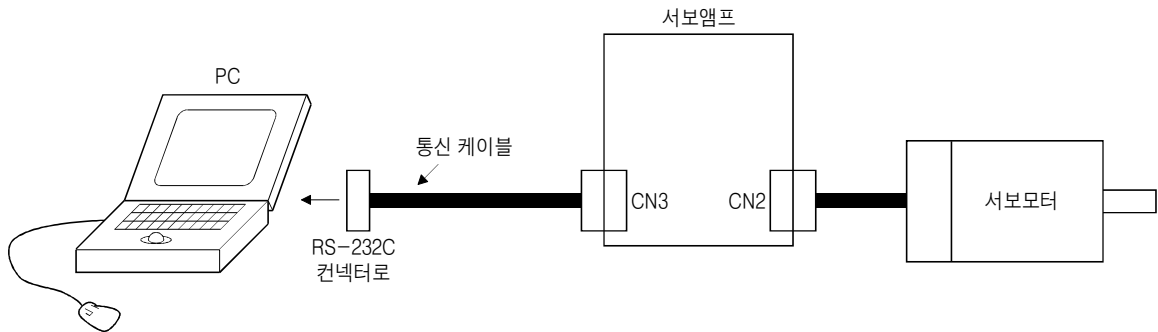 서보앰프
PC
통신 케이블
CN3
CN2
서보모터
RS-232C
컨넥터로